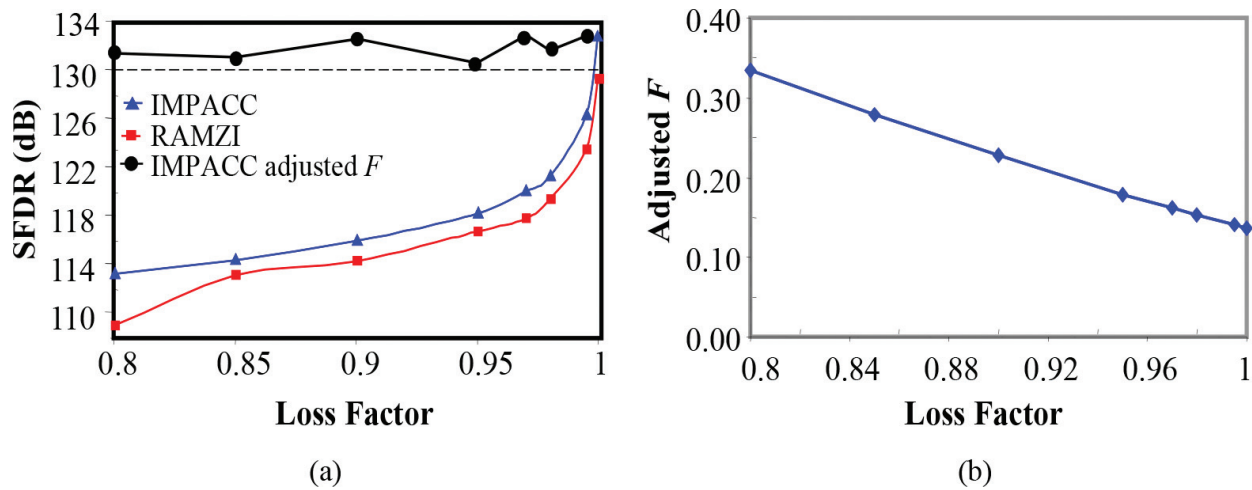 134
130
126
122
118
114
110
SFDR (dB)
IMPACC
RAMZI
IMPACC adjusted F
0.8 0.85 0.9 0.95 1
Loss Factor
(a)
0.40
0.30
0.20
0.10
0.00
Adjusted F
0.8 0.84 0.88 0.92 0.96 1
Loss Factor
(b)